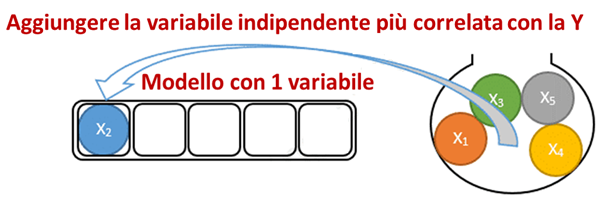 Aggiungere la variabile indipendente più correlata con la Y
Modello con 1 variabile
X₂
X₃
X₅
X₁
X₄